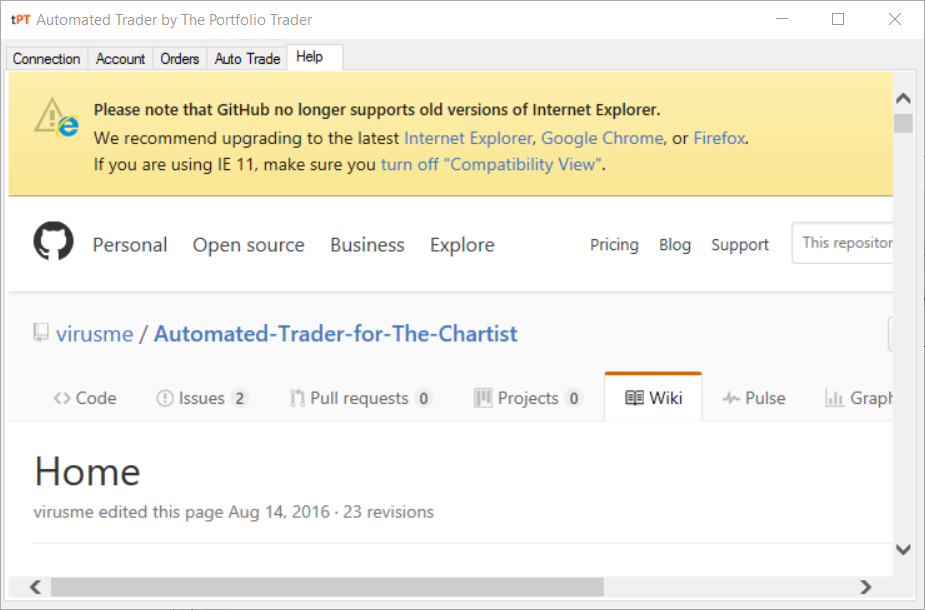 tPT Automated Trader by The Portfolio Trader
Connection Account Orders Auto Trade Help
Please note that GitHub no longer supports old versions of Internet Explorer.
We recommend upgrading to the latest Internet Explorer, Google Chrome, or Firefox.
If you are using IE 11, make sure you turn off "Compatibility View".
Personal Open source Business Explore Pricing Blog Support This repositor
virusme / Automated-Trader-for-The-Chartist
Code Issues 2 Pull requests 0 Projects 0 Wiki Pulse Graph
Home
virusme edited this page Aug 14, 2016 · 23 revisions